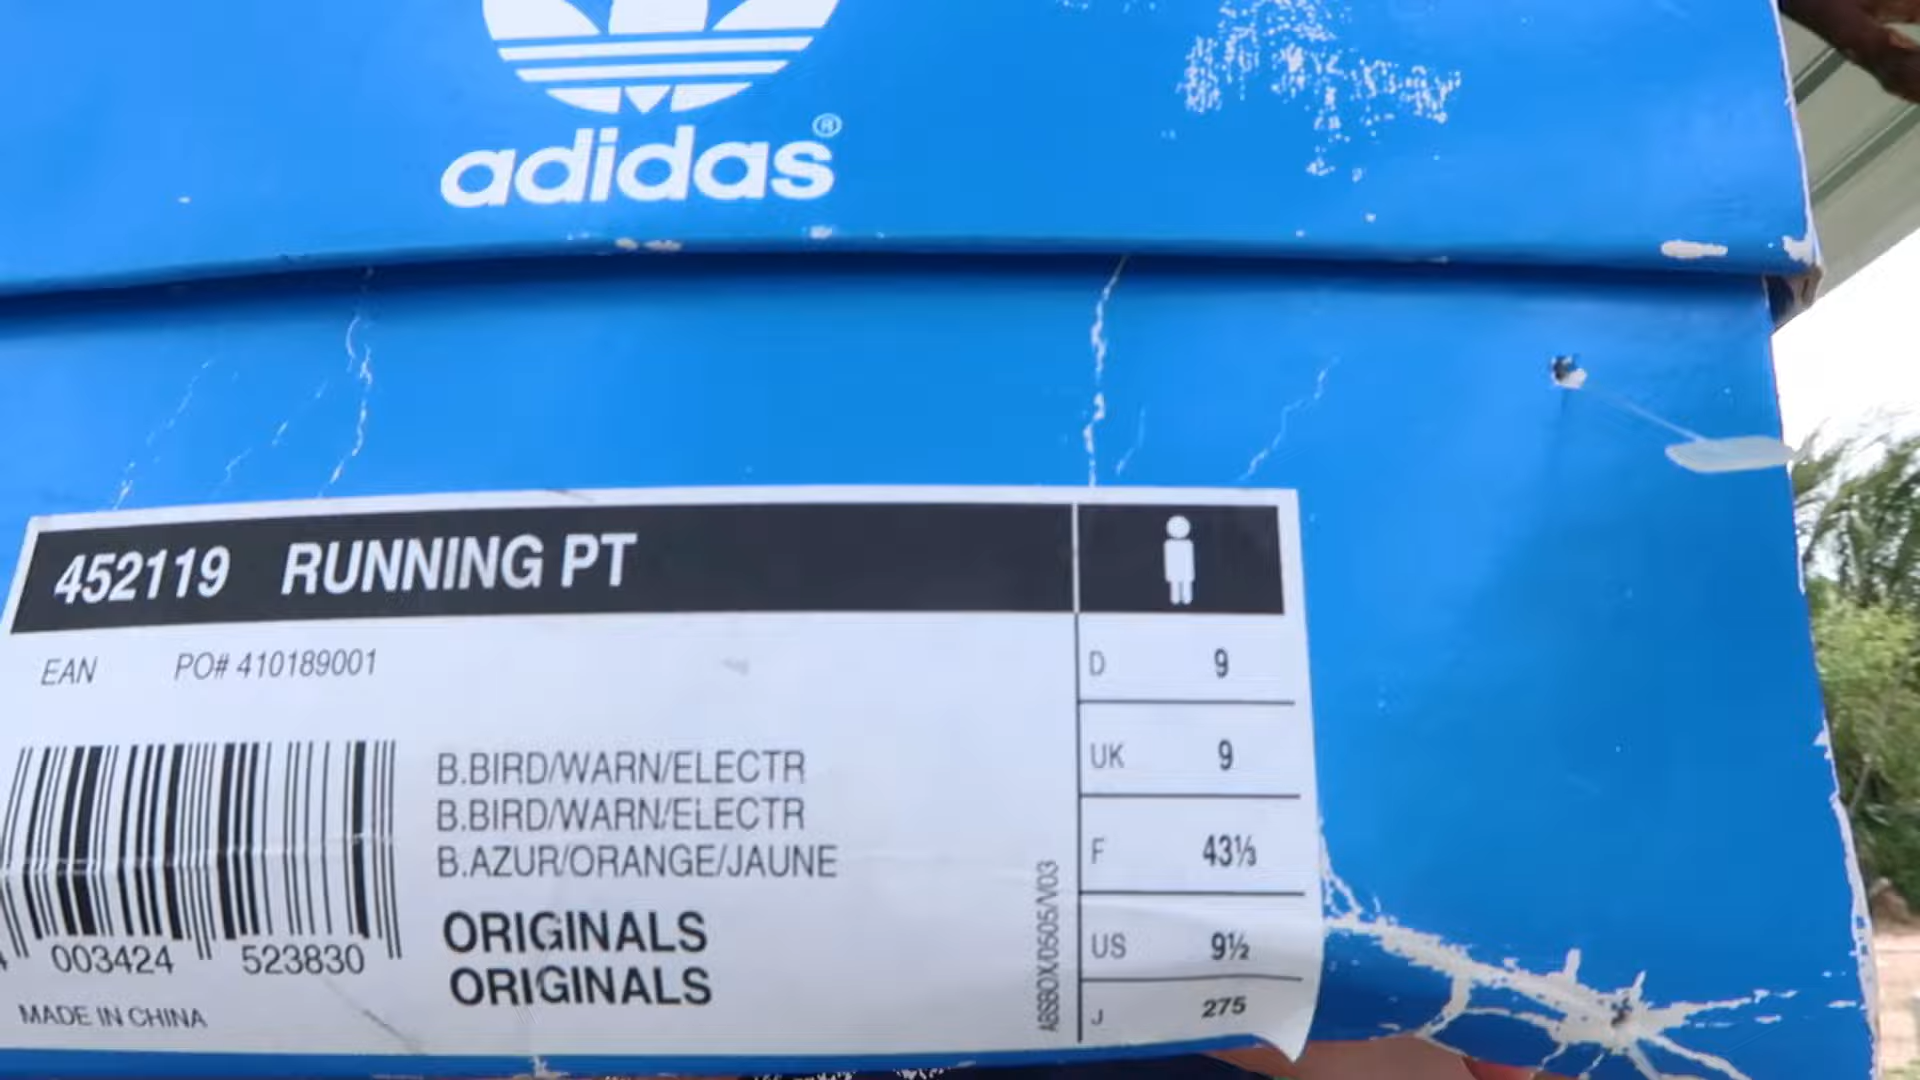 adidas®
452119 RUNNING PT
EAN PO# 410189001
B.BIRD/WARN/ELECTR
B.BIRD/WARN/ELECTR
B.AZUR/ORANGE/JAUNE
ORIGINALS
ORIGINALS
4 003424 523830
MADE IN CHINA
ABSBOX/0505/V03
D 9
UK 9
F 43⅓
US 9½
J 275